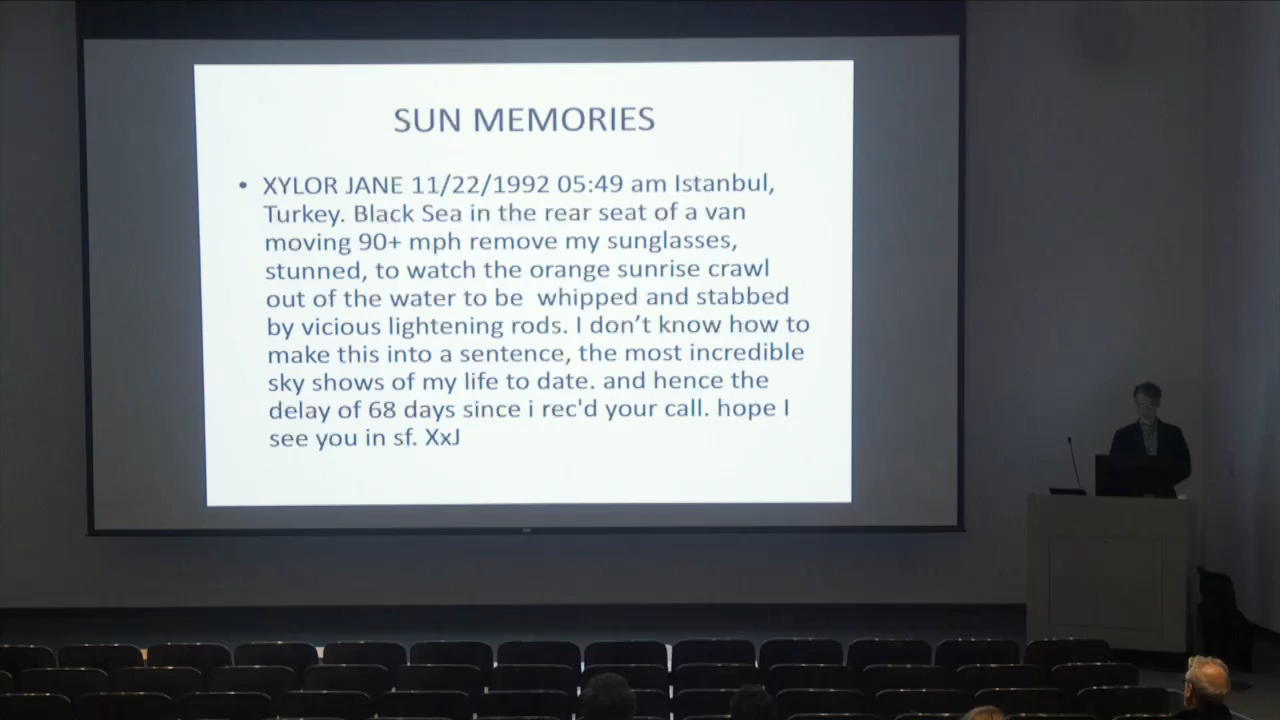 SUN MEMORIES
• XYLOR JANE 11/22/1992 05:49 am Istanbul,
Turkey. Black Sea in the rear seat of a van
moving 90+ mph remove my sunglasses,
stunned, to watch the orange sunrise crawl
out of the water to be  whipped and stabbed
by vicious lightening rods. I don’t know how to
make this into a sentence, the most incredible
sky shows of my life to date. and hence the
delay of 68 days since i rec'd your call. hope I
see you in sf. XxJ